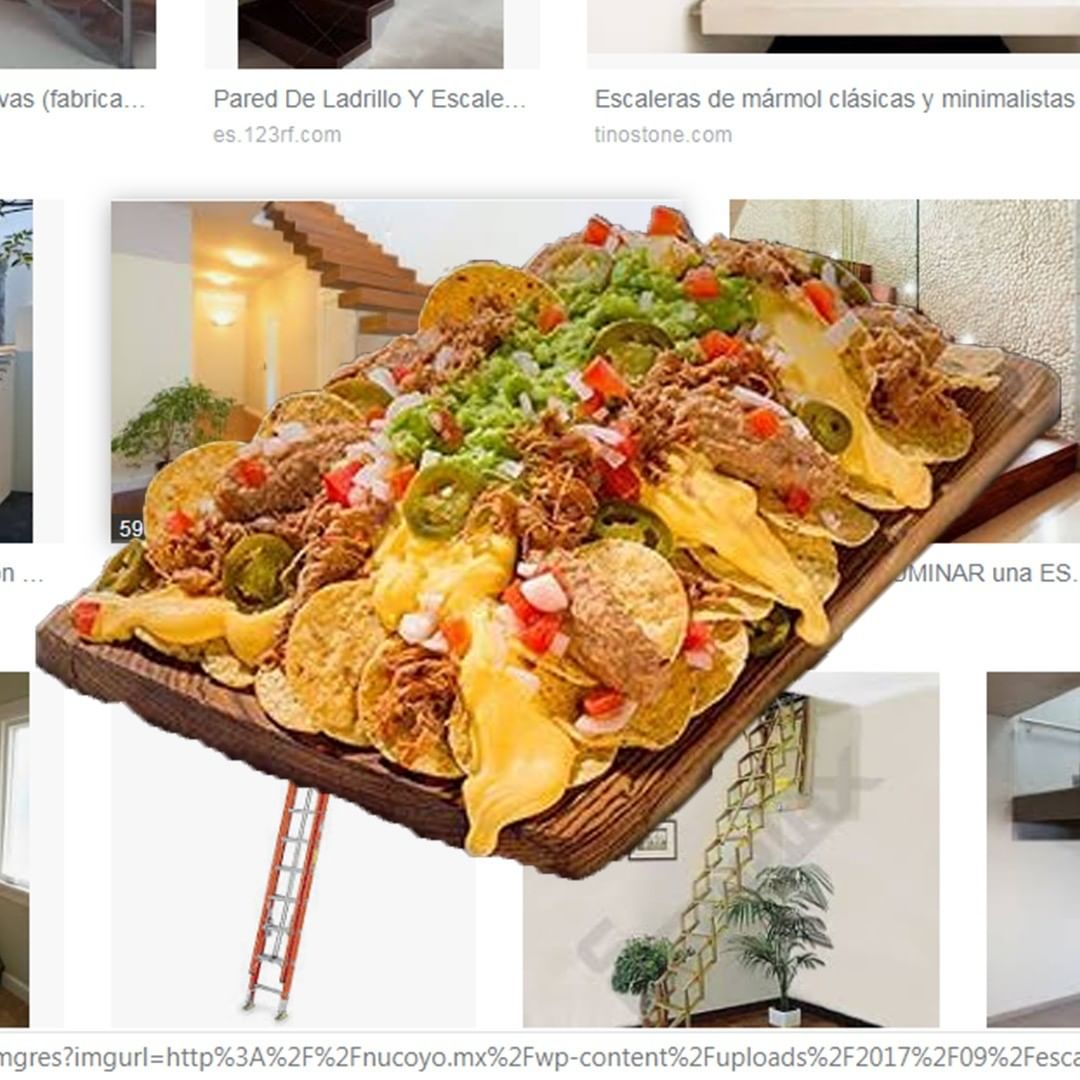 vas (fabrica...
Pared De Ladrillo Y Escale...
Escaleras de mármol clásicas y minimalistas
es.123rf.com
tinostone.com
59
ón ...
UMINAR una ES.
mgres?imgurl=http%3A%2F%2Fnucoyo.mx%2Fwp-content%2Fuploads%2F2017%2F09%2Fesca